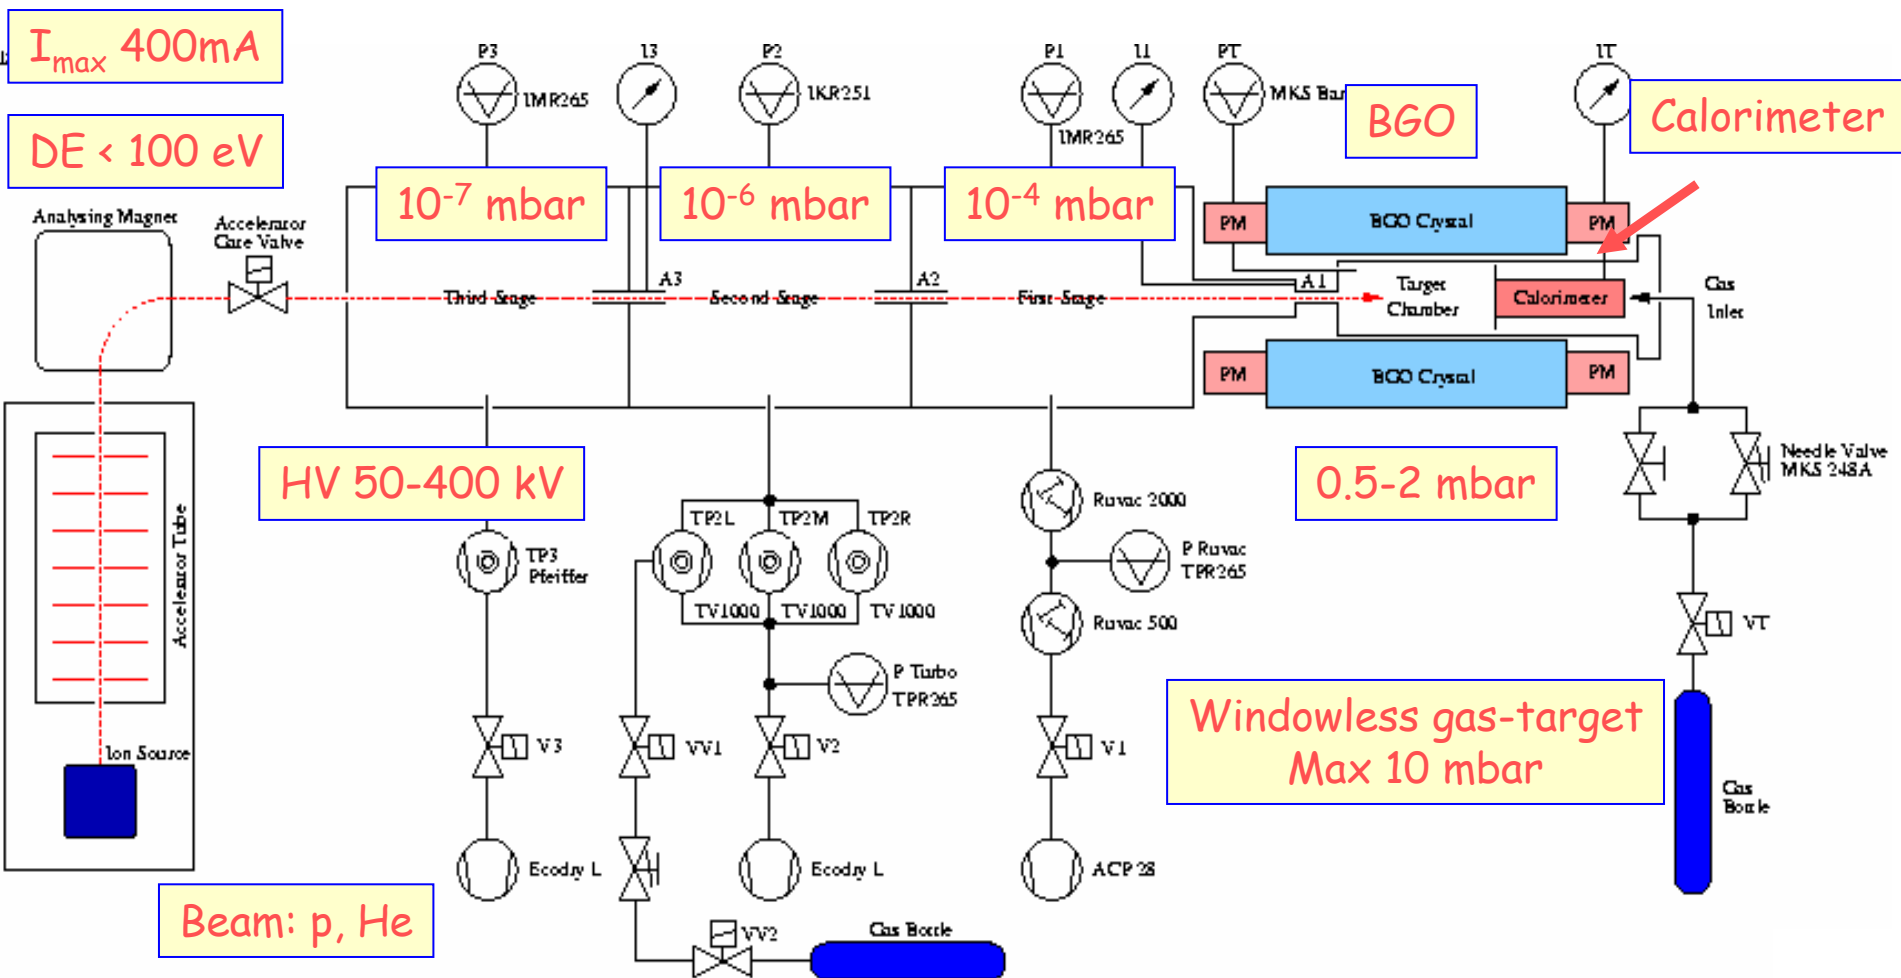 I_max 400mA
DE < 100 eV
P3
I3
P2
P1
I1
PT
IT
IMR265
IKR251
IMR265
MKS Bar
BGO
Calorimeter
10^-7 mbar
10^-6 mbar
10^-4 mbar
Analysing Magnet
Accelerator
Gate Valve
PM
BGO Crystal
PM
A3
A2
A1
Third Stage
Second Stage
First Stage
Target
Chamber
Calorimeter
Gas
Inlet
PM
BGO Crystal
PM
HV 50-400 kV
0.5-2 mbar
Needle Valve
MKS 248A
Accelerator Tube
TP2L
TP2M
TP2R
Ruvac 2000
TP3
Pfeiffer
P Ruvac
TPR265
TV1000
TV1000
TV1000
Ruvac 500
VT
P Turbo
TPR265
Windowless gas-target
Max 10 mbar
Ion Source
V3
VV1
V2
V1
Gas
Bottle
Ecodry L
Ecodry L
ACP 28
Beam: p, He
VV2
Gas Bottle